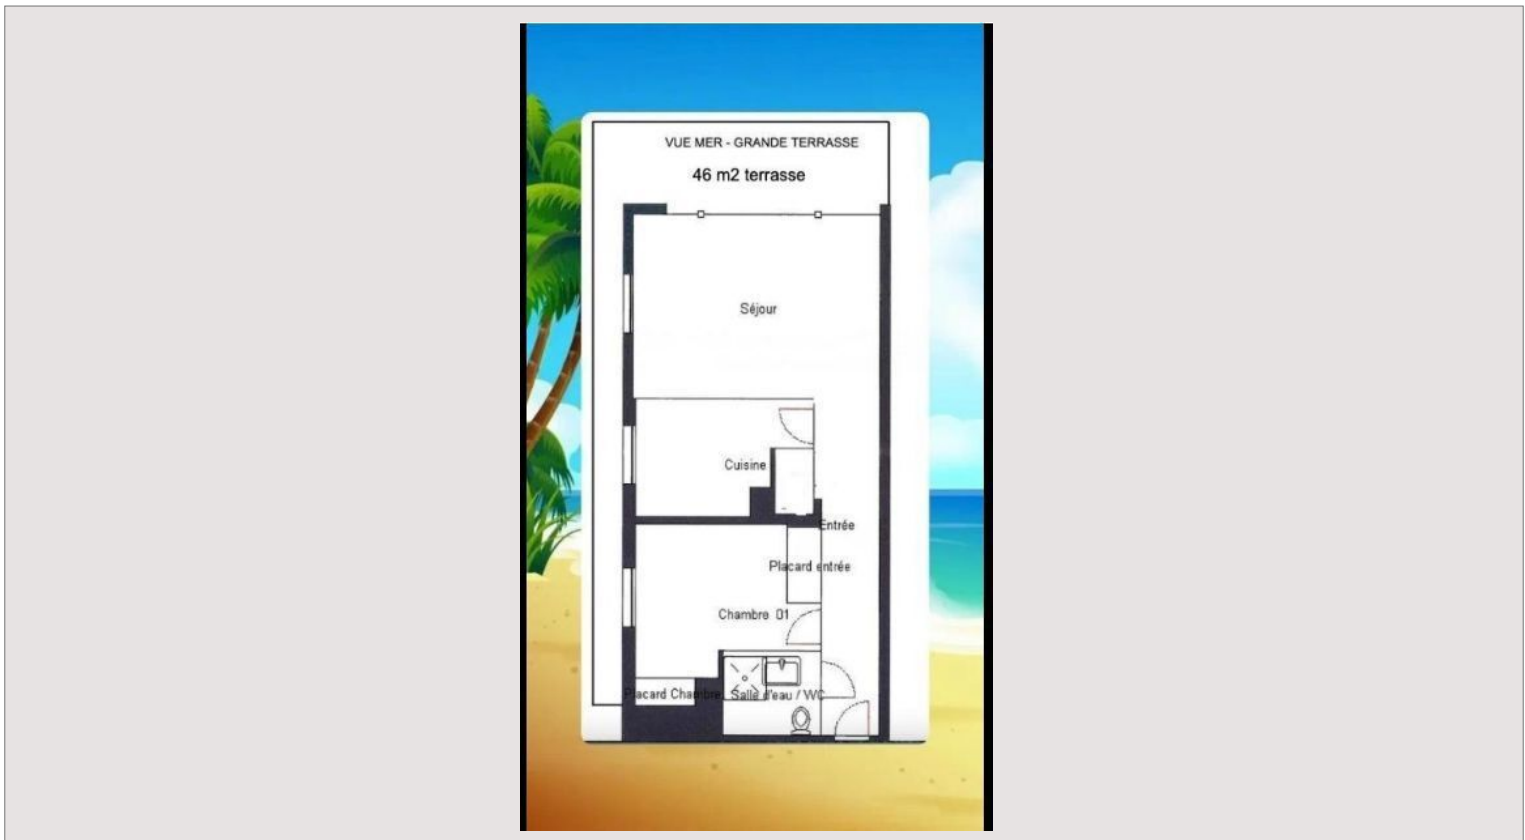 VUE MER - GRANDE TERRASSE
46 m2 terrasse
Séjour
Cuisine
Entrée
Placard entrée
Chambre 01
Placard Chambre
Salle d'eau / WC